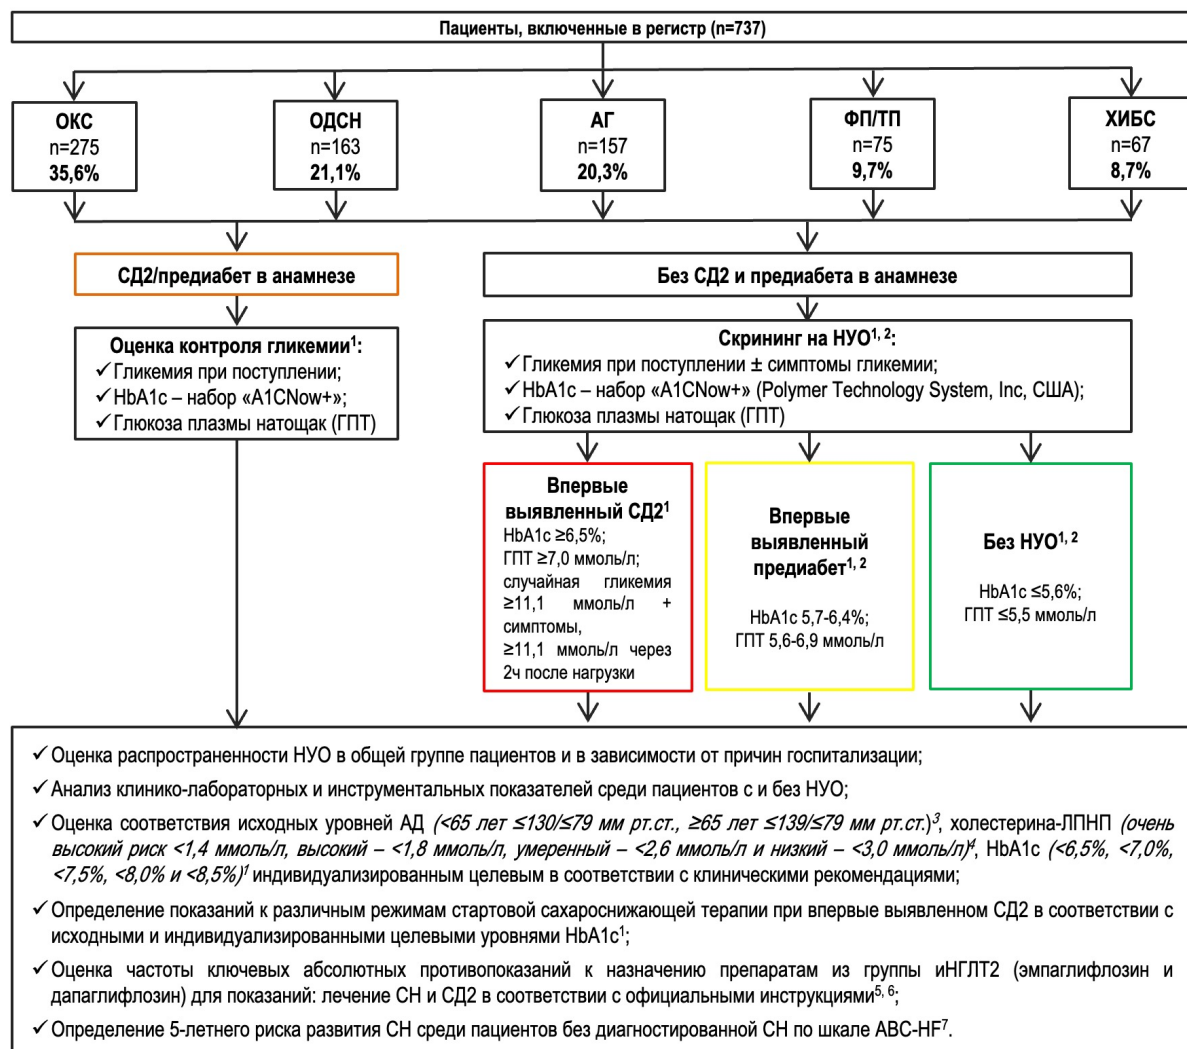 Пациенты, включенные в регистр (n=737)
ОКС
n=275
35,6%
ОДСН
n=163
21,1%
АГ
n=157
20,3%
ФП/ТП
n=75
9,7%
ХИБС
n=67
8,7%
СД2/предиабет в анамнезе
Без СД2 и предиабета в анамнезе
Оценка контроля гликемии¹:
✓ Гликемия при поступлении;
✓ HbA1c – набор «A1CNow+»;
✓ Глюкоза плазмы натощак (ГПТ)
Скрининг на НУО¹, ²:
✓ Гликемия при поступлении ± симптомы гликемии;
✓ HbA1c – набор «A1CNow+» (Polymer Technology System, Inc, США);
✓ Глюкоза плазмы натощак (ГПТ)
Впервые
выявленный СД2¹
HbA1c ≥6,5%;
ГПТ ≥7,0 ммоль/л;
случайная гликемия
≥11,1 ммоль/л +
симптомы,
≥11,1 ммоль/л через
2ч после нагрузки
Впервые
выявленный
предиабет¹, ²
HbA1c 5,7-6,4%;
ГПТ 5,6-6,9 ммоль/л
Без НУО¹, ²
HbA1c ≤5,6%;
ГПТ ≤5,5 ммоль/л
✓ Оценка распространенности НУО в общей группе пациентов и в зависимости от причин госпитализации;
✓ Анализ клинико-лабораторных и инструментальных показателей среди пациентов с и без НУО;
✓ Оценка соответствия исходных уровней АД (<65 лет ≤130/≤79 мм рт.ст., ≥65 лет ≤139/≤79 мм рт.ст.)³, холестерина-ЛПНП (очень
высокий риск <1,4 ммоль/л, высокий – <1,8 ммоль/л, умеренный – <2,6 ммоль/л и низкий – <3,0 ммоль/л)⁴, HbA1c (<6,5%, <7,0%,
<7,5%, <8,0% и <8,5%)¹ индивидуализированным целевым в соответствии с клиническими рекомендациями;
✓ Определение показаний к различным режимам стартовой сахароснижающей терапии при впервые выявленном СД2 в соответствии с
исходными и индивидуализированными целевыми уровнями HbA1c¹;
✓ Оценка частоты ключевых абсолютных противопоказаний к назначению препаратам из группы иНГЛТ2 (эмпаглифлозин и
дапаглифлозин) для показаний: лечение СН и СД2 в соответствии с официальными инструкциями⁵, ⁶;
✓ Определение 5-летнего риска развития СН среди пациентов без диагностированной СН по шкале ABC-HF⁷.